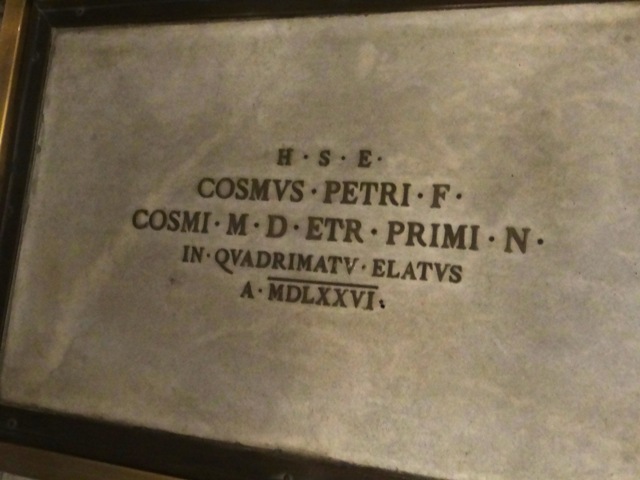 H · S · E ·
COSMVS · PETRI · F ·
COSMI · M · D · ETR · PRIMI · N ·
IN · QVADRIMATV · ELATVS
A · MDLXXVI ·